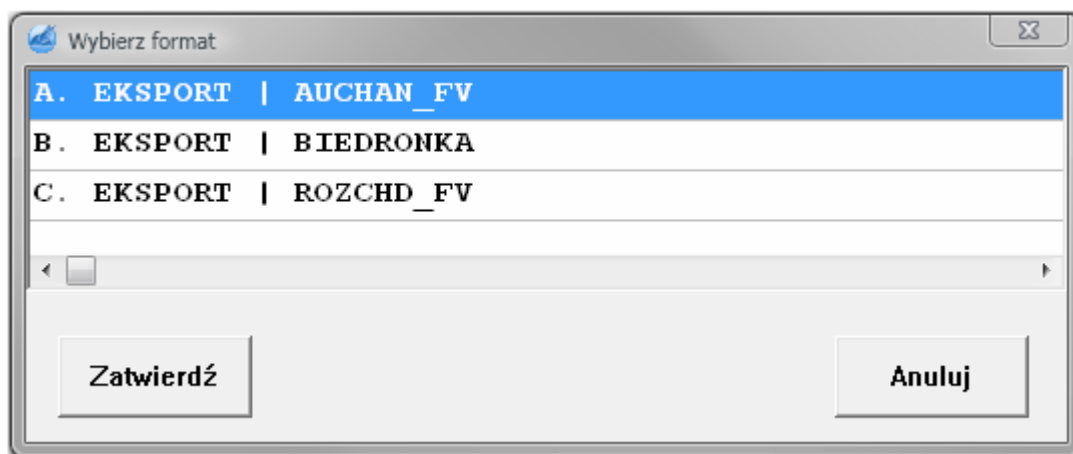 Wybierz format
A. EKSPORT | AUCHAN_FV
B. EKSPORT | BIEDRONKA
C. EKSPORT | ROZCHD_FV
Zatwierdź Anuluj